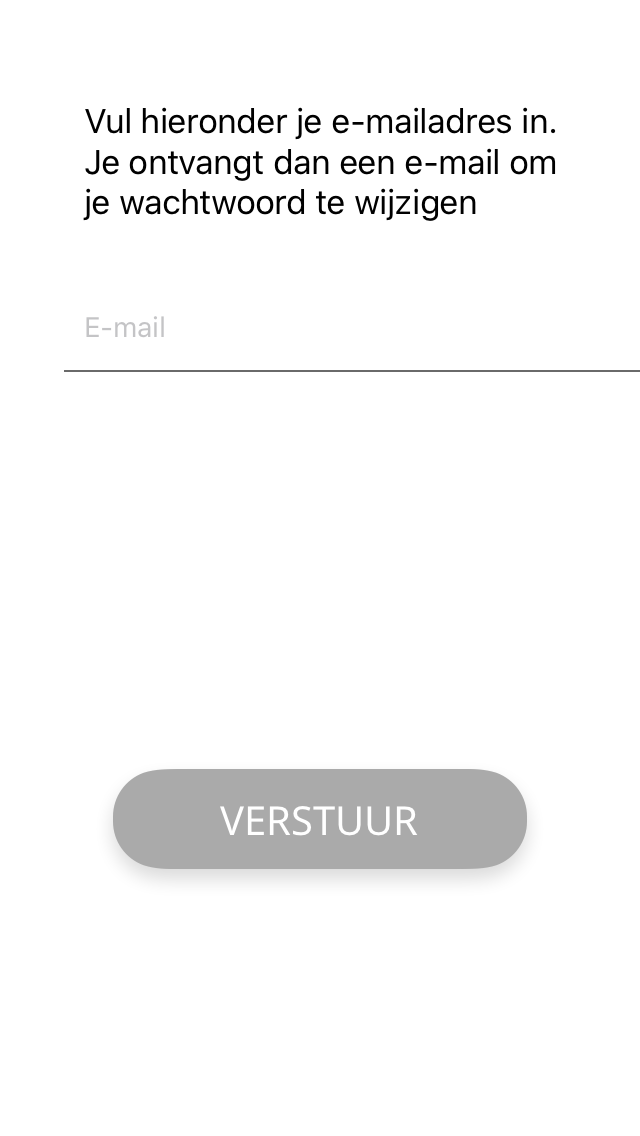 Vul hieronder je e-mailadres in.
Je ontvangt dan een e-mail om
je wachtwoord te wijzigen
E-mail
VERSTUUR